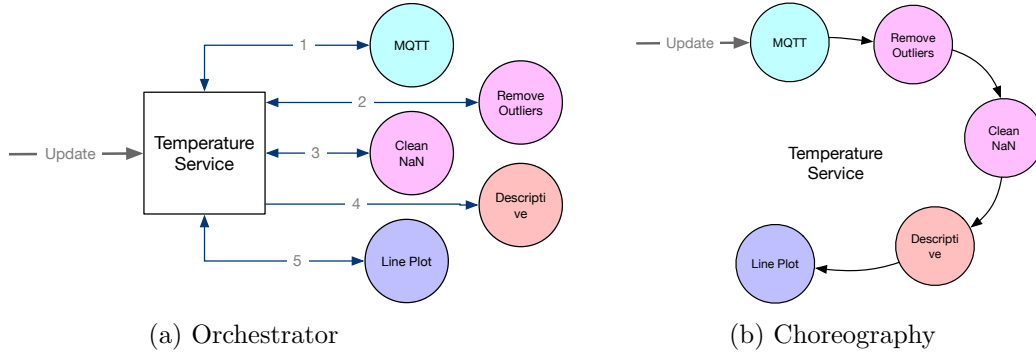 1
MQTT
2
Remove
Outliers
Update
Temperature
Service
3
Clean
NaN
4
Descripti
ve
5
Line Plot
(a) Orchestrator
Update
MQTT
Remove
Outliers
Clean
NaN
Temperature
Service
Descripti
ve
Line Plot
(b) Choreography